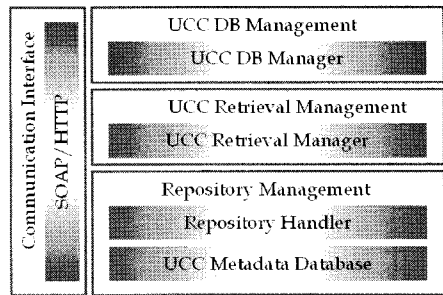 Communication Interface
SOAP/HTTP
UCC DB Management
UCC DB Manager
UCC Retrieval Management
UCC Retrieval Manager
Repository Management
Repository Handler
UCC Metadata Database